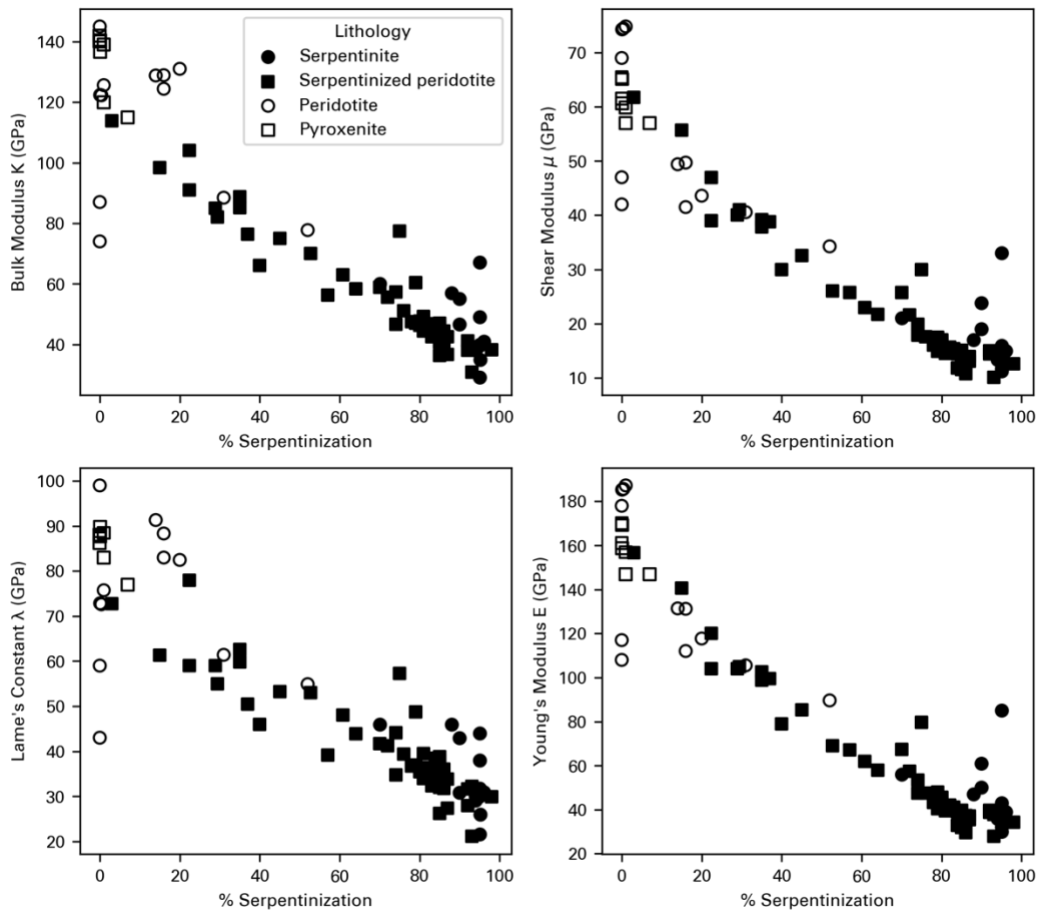 140
120
100
80
60
40
Bulk Modulus K (GPa)
0 20 40 60 80 100
% Serpentinization
Lithology
Serpentinite
Serpentinized peridotite
Peridotite
Pyroxenite
70
60
50
40
30
20
10
Shear Modulus μ (GPa)
0 20 40 60 80 100
% Serpentinization
100
90
80
70
60
50
40
30
20
Lame's Constant λ (GPa)
0 20 40 60 80 100
% Serpentinization
180
160
140
120
100
80
60
40
20
Young's Modulus E (GPa)
0 20 40 60 80 100
% Serpentinization